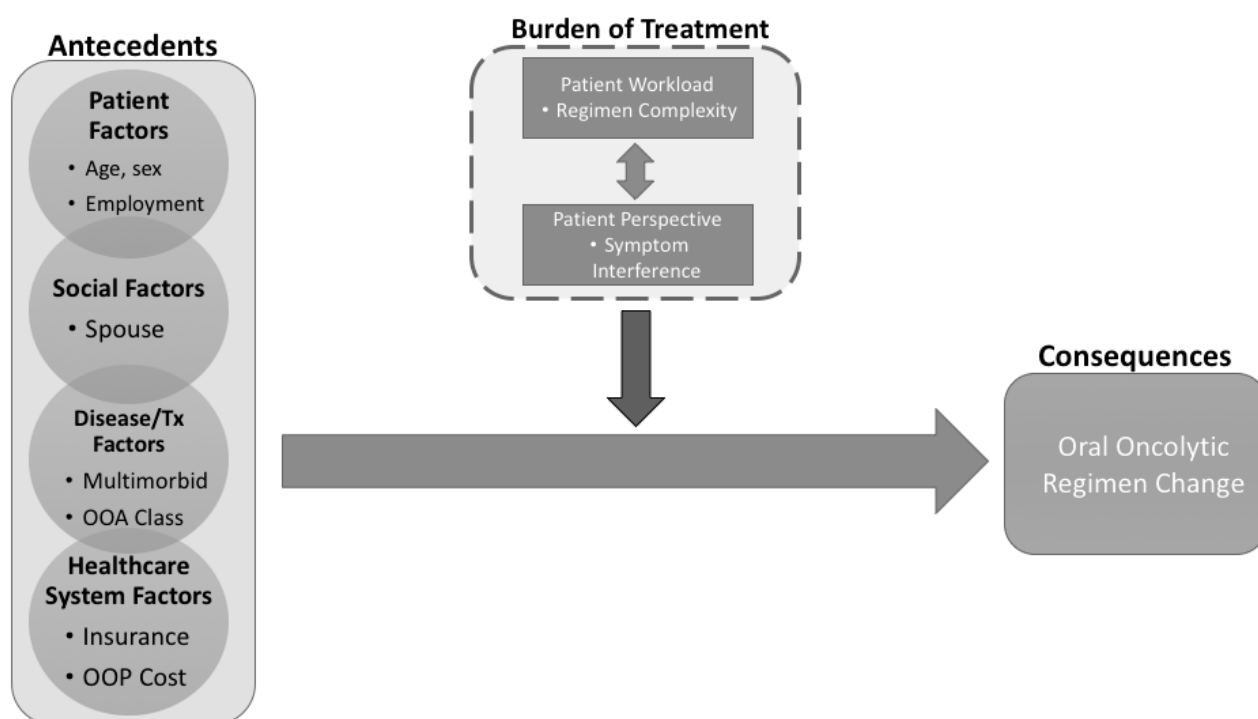 Antecedents
Patient
Factors
• Age, sex
• Employment
Social Factors
• Spouse
Disease/Tx
Factors
• Multimorbid
• OOA Class
Healthcare
System Factors
• Insurance
• OOP Cost
Burden of Treatment
Patient Workload
• Regimen Complexity
Patient Perspective
• Symptom
Interference
Consequences
Oral Oncolytic
Regimen Change